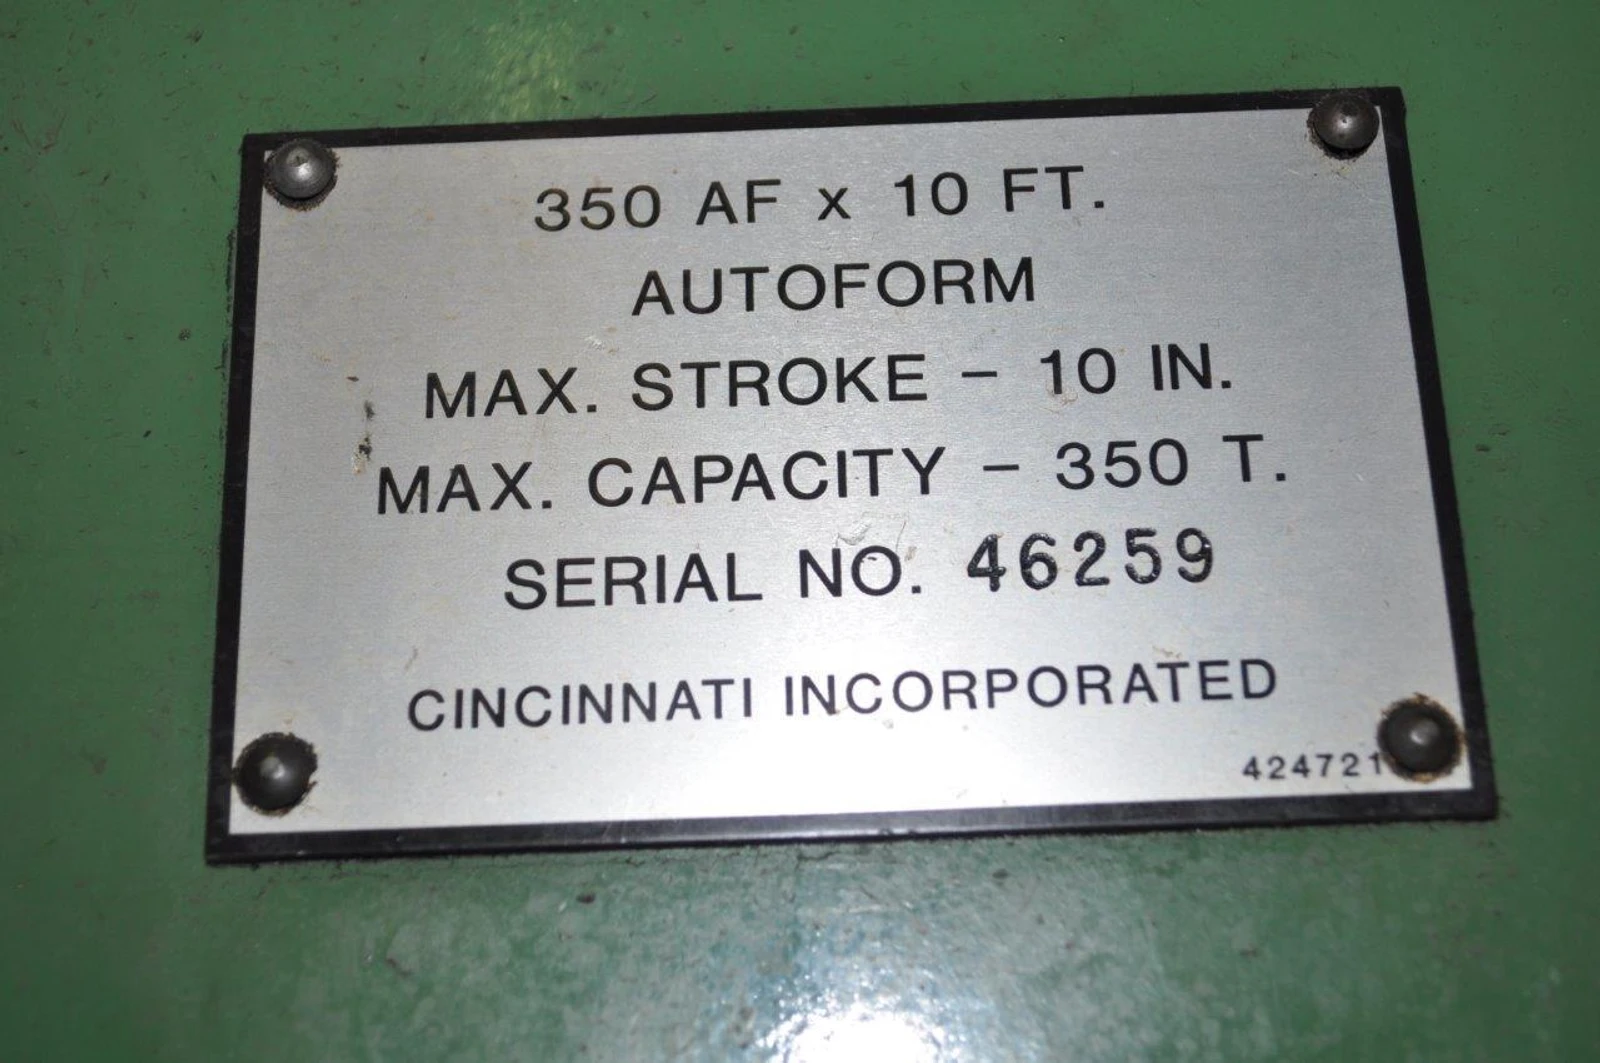 350 AF x 10 FT.
AUTOFORM
MAX. STROKE – 10 IN.
MAX. CAPACITY – 350 T.
SERIAL NO. 46259
CINCINNATI INCORPORATED
424721